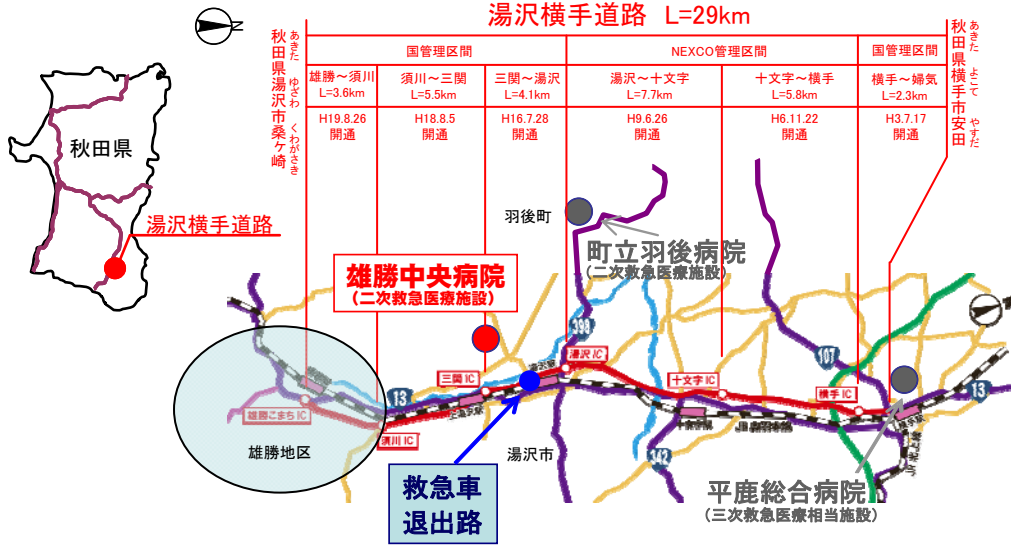 湯沢横手道路 L=29km
N
秋田県湯沢市桑ヶ崎
あきた ゆざわ くわがさき
国管理区間
NEXCO管理区間
国管理区間
秋田県横手市安田
あきた よこて やすだ
雄勝～須川
L=3.6km
須川～三関
L=5.5km
三関～湯沢
L=4.1km
湯沢～十文字
L=7.7km
十文字～横手
L=5.8km
横手～婦気
L=2.3km
H19.8.26
開通
H18.8.5
開通
H16.7.28
開通
H9.6.26
開通
H6.11.22
開通
H3.7.17
開通
秋田県
湯沢横手道路
羽後町
町立羽後病院
(二次救急医療施設)
雄勝中央病院
(二次救急医療施設)
398
湯沢IC
三関IC
十文字IC
107
横手IC
13
13
雄勝こまちIC
須川IC
雄勝地区
湯沢市
342
救急車
退出路
平鹿総合病院
(三次救急医療相当施設)